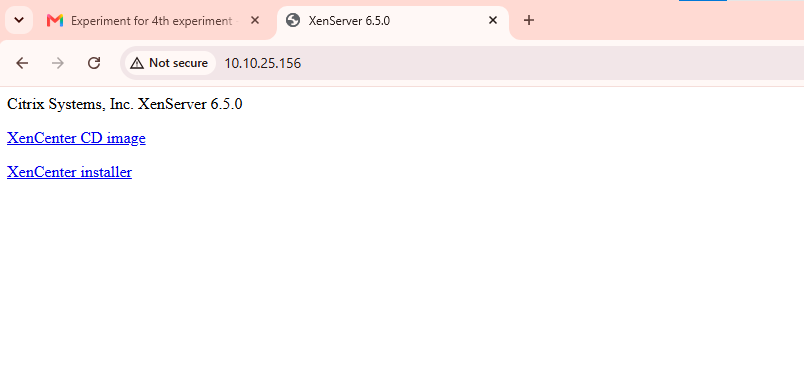 Experiment for 4th experiment
XenServer 6.5.0
Not secure
10.10.25.156
Citrix Systems, Inc. XenServer 6.5.0
XenCenter CD image
XenCenter installer